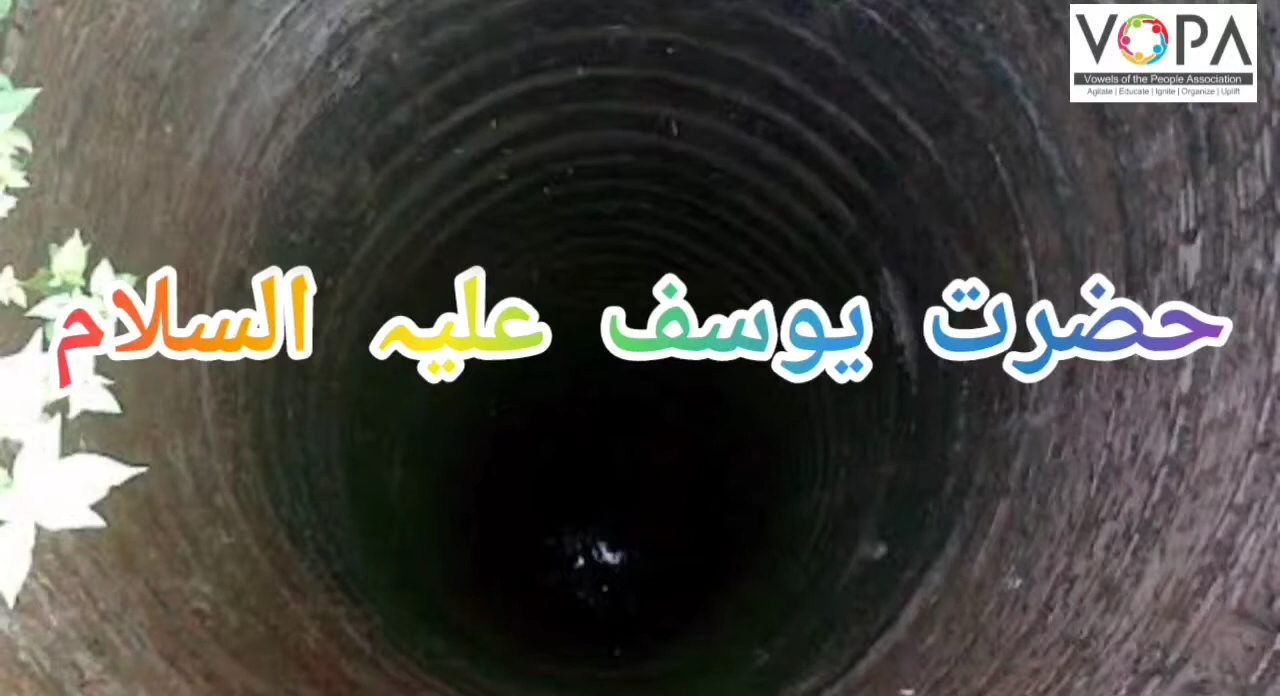 VOPA
Vowels of the People Association
Agitate | Educate | Ignite | Organize | Uplift
حضرت یوسف علیہ السلام